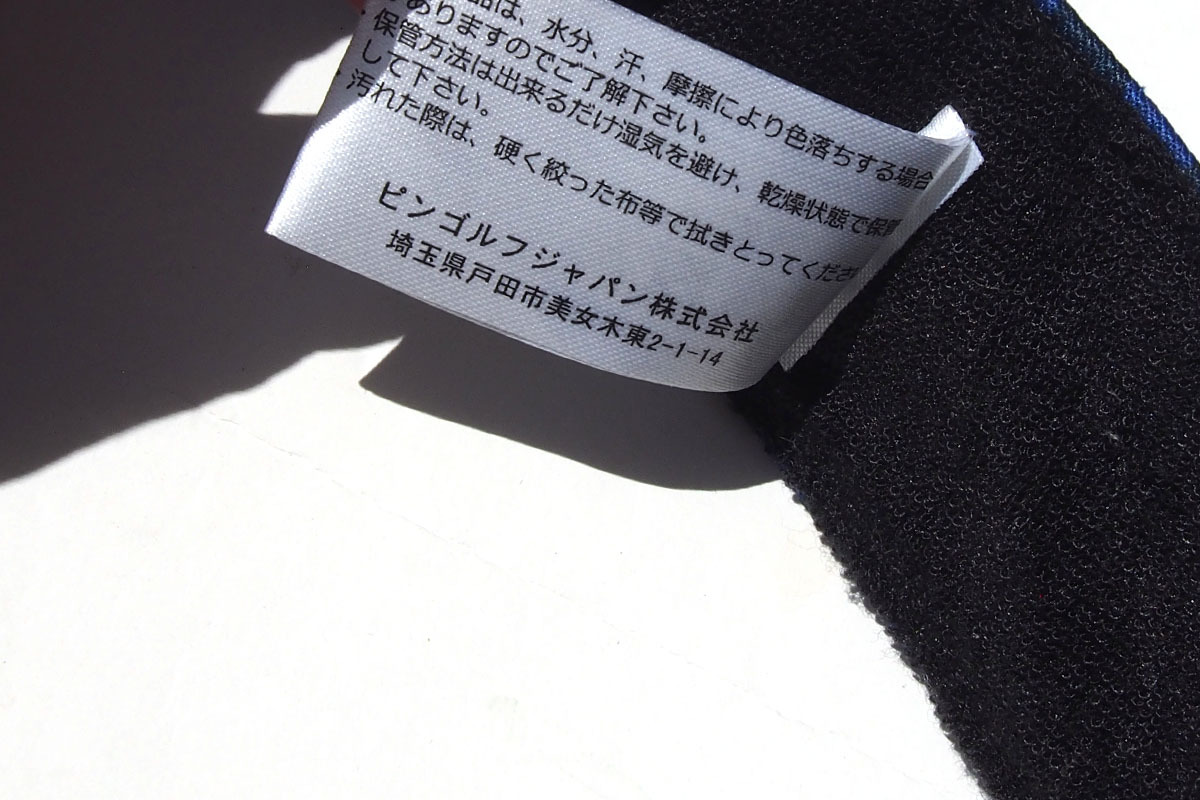 品は、水分、汗、摩擦により色落ちする場合
ありますのでご了解下さい。
・保管方法は出来るだけ湿気を避け、乾燥状態で保管
して下さい。
・汚れた際は、硬く絞った布等で拭きとってくださ
ピンゴルフジャパン株式会社
埼玉県戸田市美女木東2-1-14